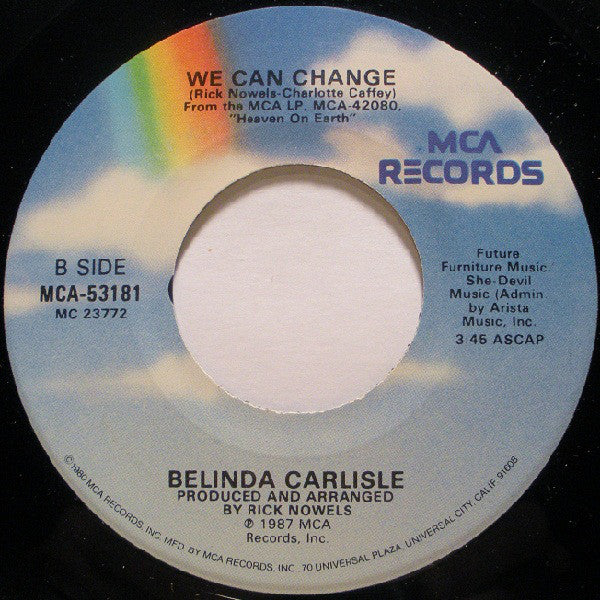 WE CAN CHANGE
(Rick Nowels-Charlotte Caffey)
From the MCA LP, MCA-42080,
"Heaven On Earth"
MCA
RECORDS
B SIDE
MCA-53181
MC 23772
Future
Furniture Music/
She-Devil
Music (Admin.
by Arista
Music, Inc.
3:45 ASCAP
BELINDA CARLISLE
PRODUCED AND ARRANGED
BY RICK NOWELS
℗ 1987 MCA
Records, Inc.
MCA RECORDS, INC. MFD. BY MCA RECORDS, INC. 70 UNIVERSAL PLAZA, UNIVERSAL CITY, CALIF. 91608